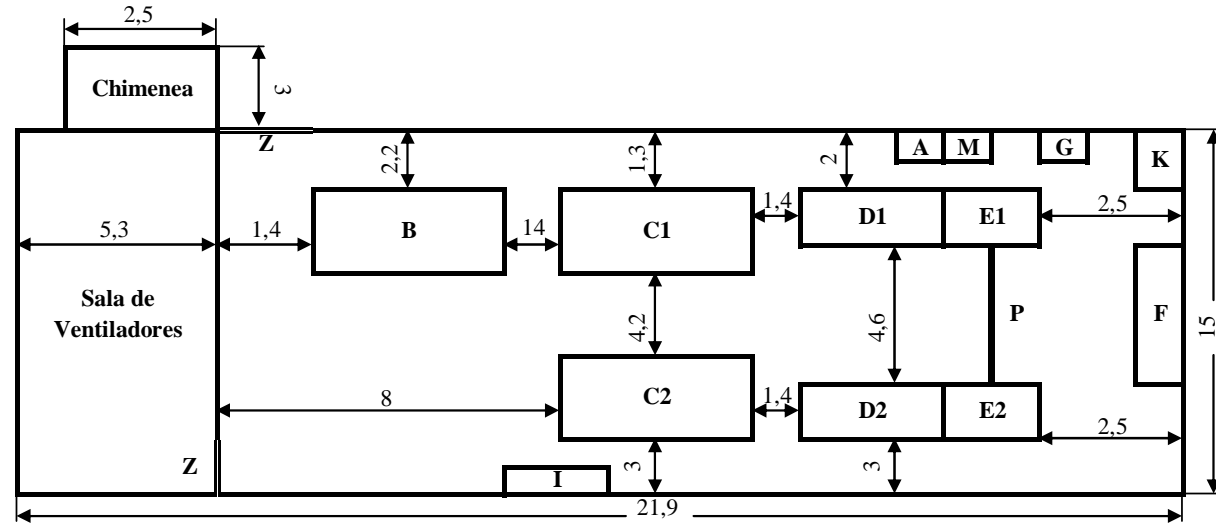 2,5
Chimenea
3
Z
2,2
1,3
2
A
M
G
K
5,3
1,4
B
14
C1
1,4
D1
E1
2,5
Sala de
Ventiladores
4,2
4,6
P
F
15
8
C2
1,4
D2
E2
2,5
Z
I
3
3
21,9